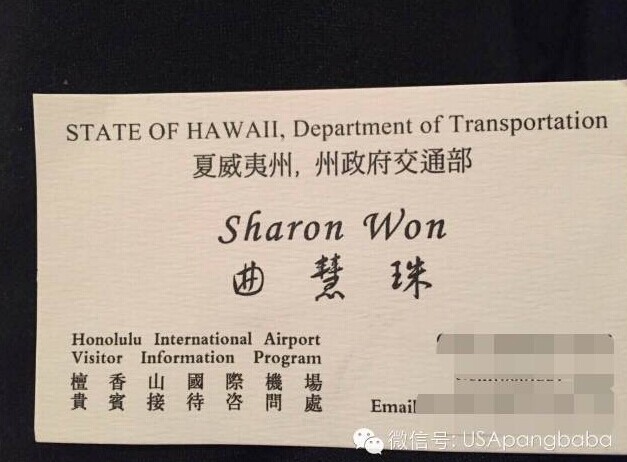 STATE OF HAWAII, Department of Transportation
夏威夷州, 州政府交通部
Sharon Won
曲慧珠
Honolulu International Airport
Visitor Information Program
檀香山國際機場
貴賓接待咨問處
Email
微信号: USApangbaba